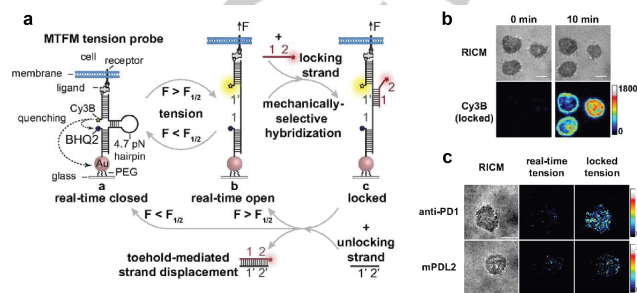 a
MTFM tension probe
cell
receptor
membrane
ligand
Cy3B
quenching
BHQ2
4.7 pN
hairpin
Au
PEG
glass
a
real-time closed
F > F1/2
tension
F < F1/2
F
1'
1
b
real-time open
+
1 2
locking
strand
mechanically-
selective
hybridization
F
1'
2
1
c
locked
F < F1/2
F > F1/2
+
unlocking
strand
1' 2'
toehold-mediated
strand displacement
1 2
1' 2'
b
0 min
10 min
RICM
Cy3B
(locked)
1800
0
c
RICM
real-time
tension
locked
tension
anti-PD1
mPDL2